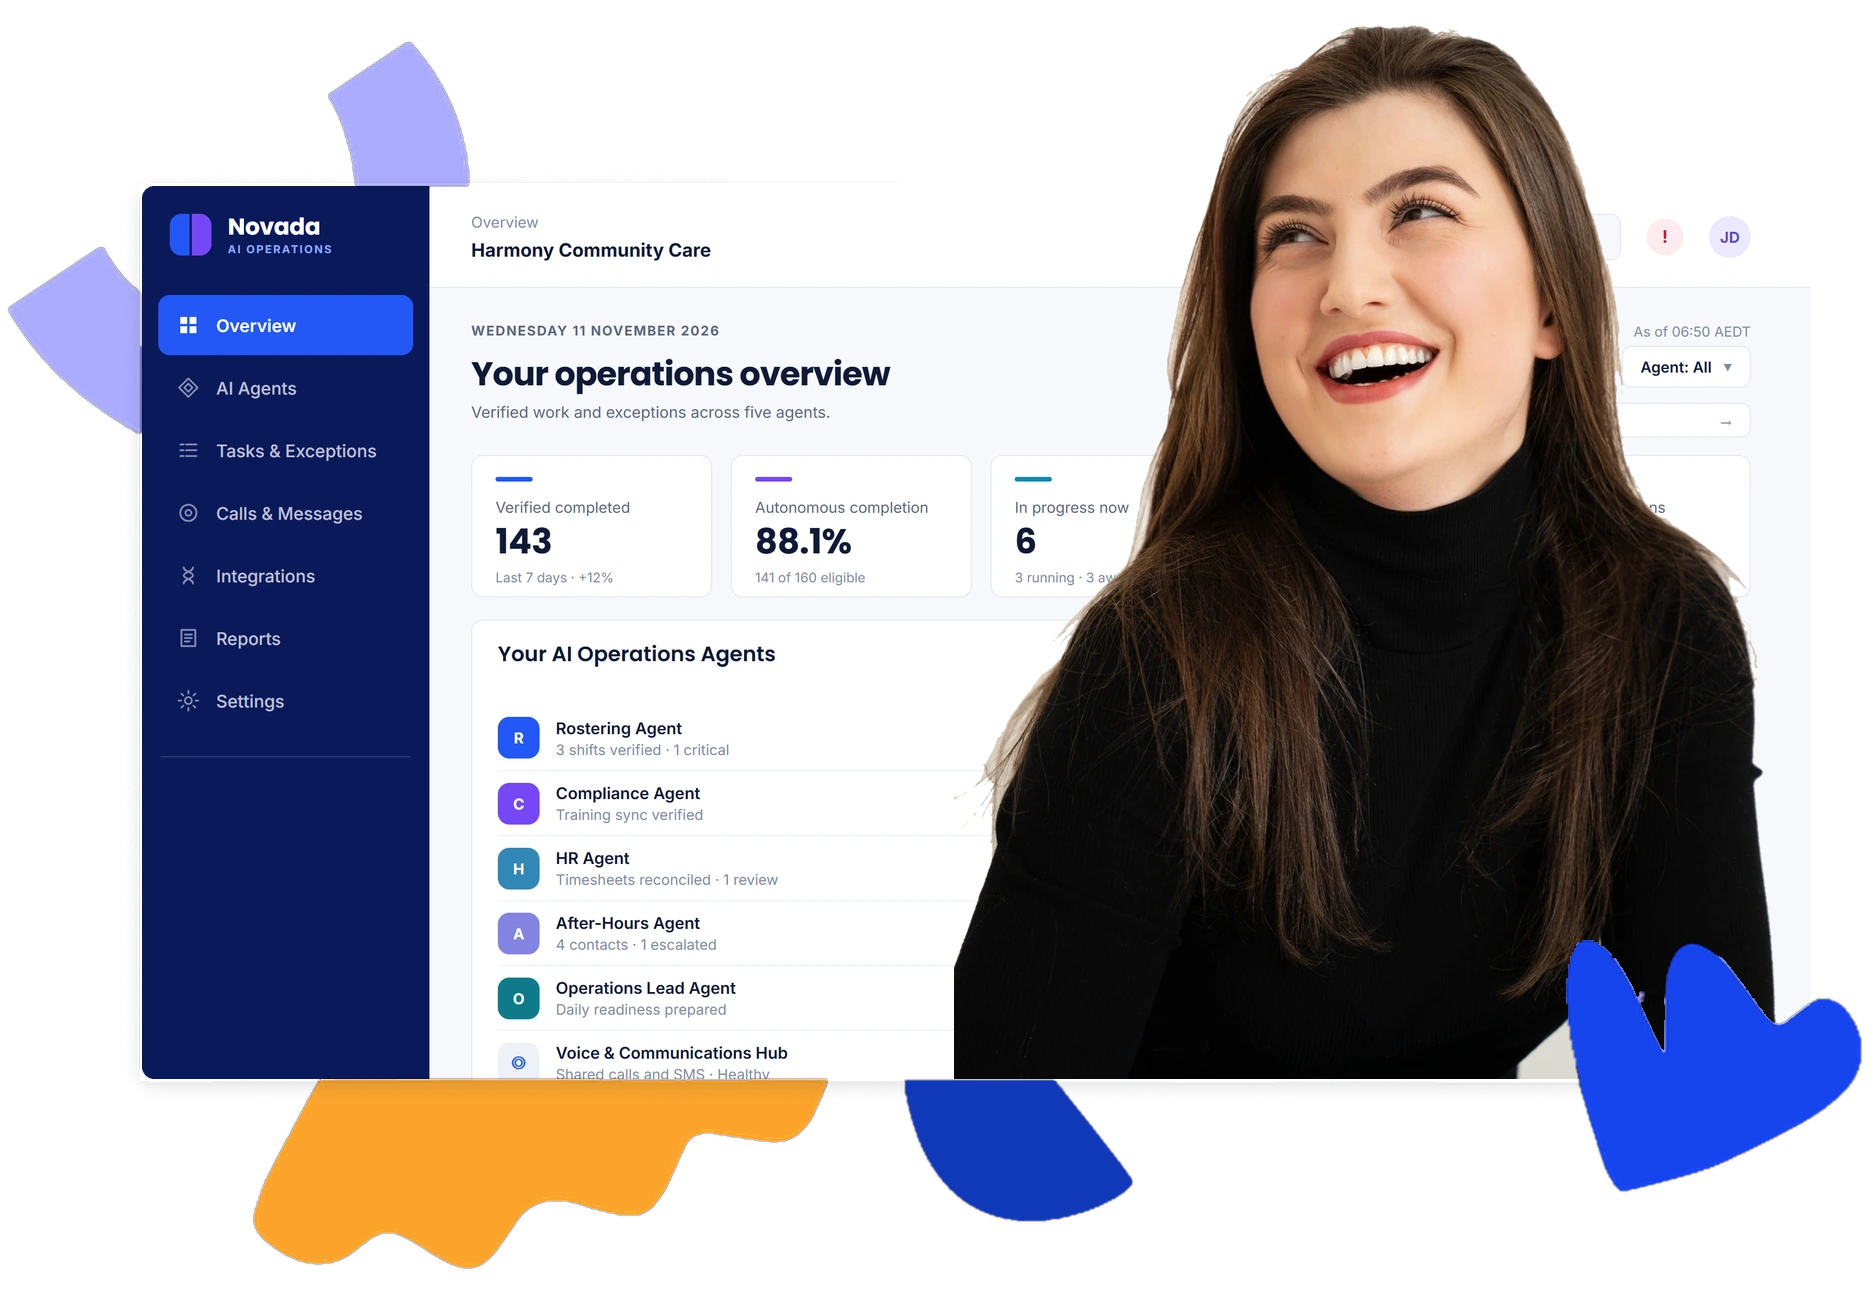 Novada
AI OPERATIONS
Overview
AI Agents
Tasks & Exceptions
Calls & Messages
Integrations
Reports
Settings
Overview
Harmony Community Care
!
JD
WEDNESDAY 11 NOVEMBER 2026
As of 06:50 AEDT
Your operations overview
Agent: All
Verified work and exceptions across five agents.
Verified completed
143
Last 7 days · +12%
Autonomous completion
88.1%
141 of 160 eligible
In progress now
6
3 running · 3
Your AI Operations Agents
R
Rostering Agent
3 shifts verified · 1 critical
C
Compliance Agent
Training sync verified
H
HR Agent
Timesheets reconciled · 1 review
A
After-Hours Agent
4 contacts · 1 escalated
O
Operations Lead Agent
Daily readiness prepared
Voice & Communications Hub
Shared calls and SMS · Healthy